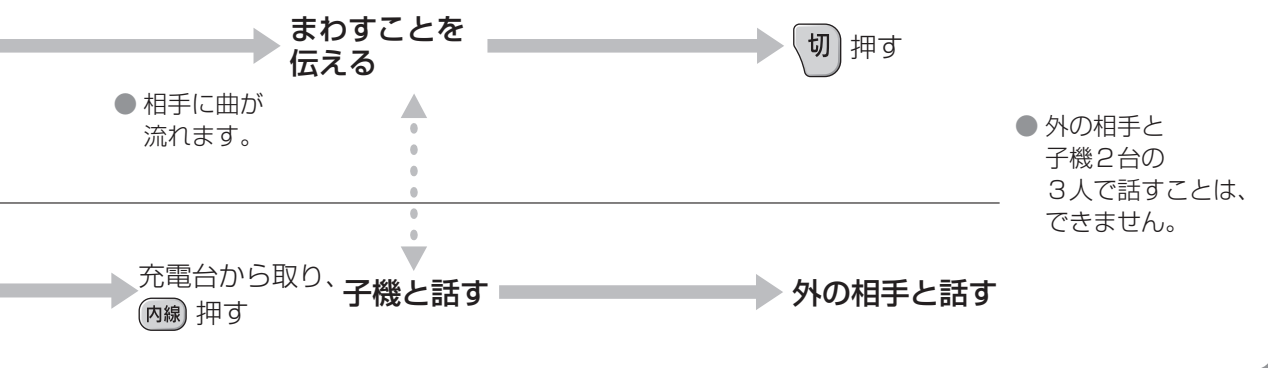 まわすことを
伝える
切 押す
● 相手に曲が
流れます。
● 外の相手と
子機２台の
３人で話すことは、
できません。
充電台から取り、
内線 押す
子機と話す
外の相手と話す